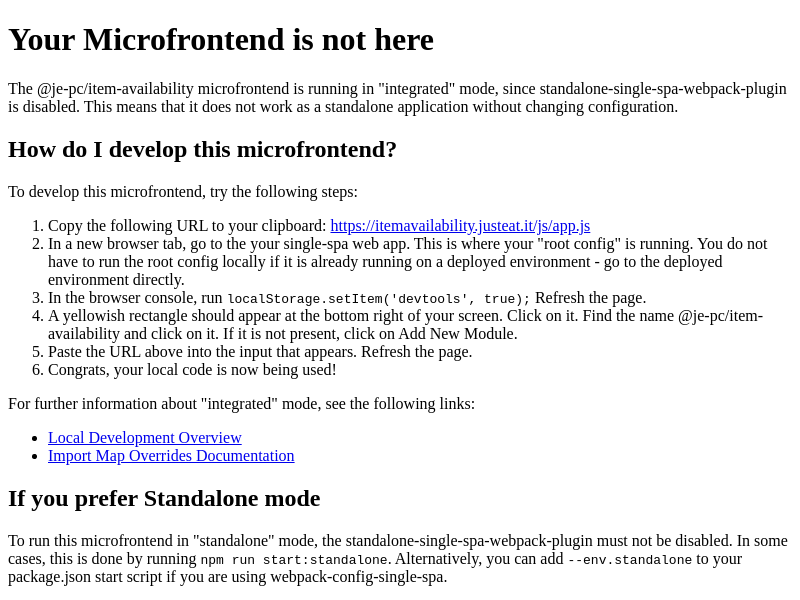 Your Microfrontend is not here
The @je-pc/item-availability microfrontend is running in "integrated" mode, since standalone-single-spa-webpack-plugin
is disabled. This means that it does not work as a standalone application without changing configuration.
How do I develop this microfrontend?
To develop this microfrontend, try the following steps:
1. Copy the following URL to your clipboard: https://itemavailability.justeat.it/js/app.js
2. In a new browser tab, go to the your single-spa web app. This is where your "root config" is running. You do not
have to run the root config locally if it is already running on a deployed environment - go to the deployed
environment directly.
3. In the browser console, run localStorage.setItem('devtools', true); Refresh the page.
4. A yellowish rectangle should appear at the bottom right of your screen. Click on it. Find the name @je-pc/item-
availability and click on it. If it is not present, click on Add New Module.
5. Paste the URL above into the input that appears. Refresh the page.
6. Congrats, your local code is now being used!
For further information about "integrated" mode, see the following links:
• Local Development Overview
• Import Map Overrides Documentation
If you prefer Standalone mode
To run this microfrontend in "standalone" mode, the standalone-single-spa-webpack-plugin must not be disabled. In some
cases, this is done by running npm run start:standalone. Alternatively, you can add --env.standalone to your
package.json start script if you are using webpack-config-single-spa.